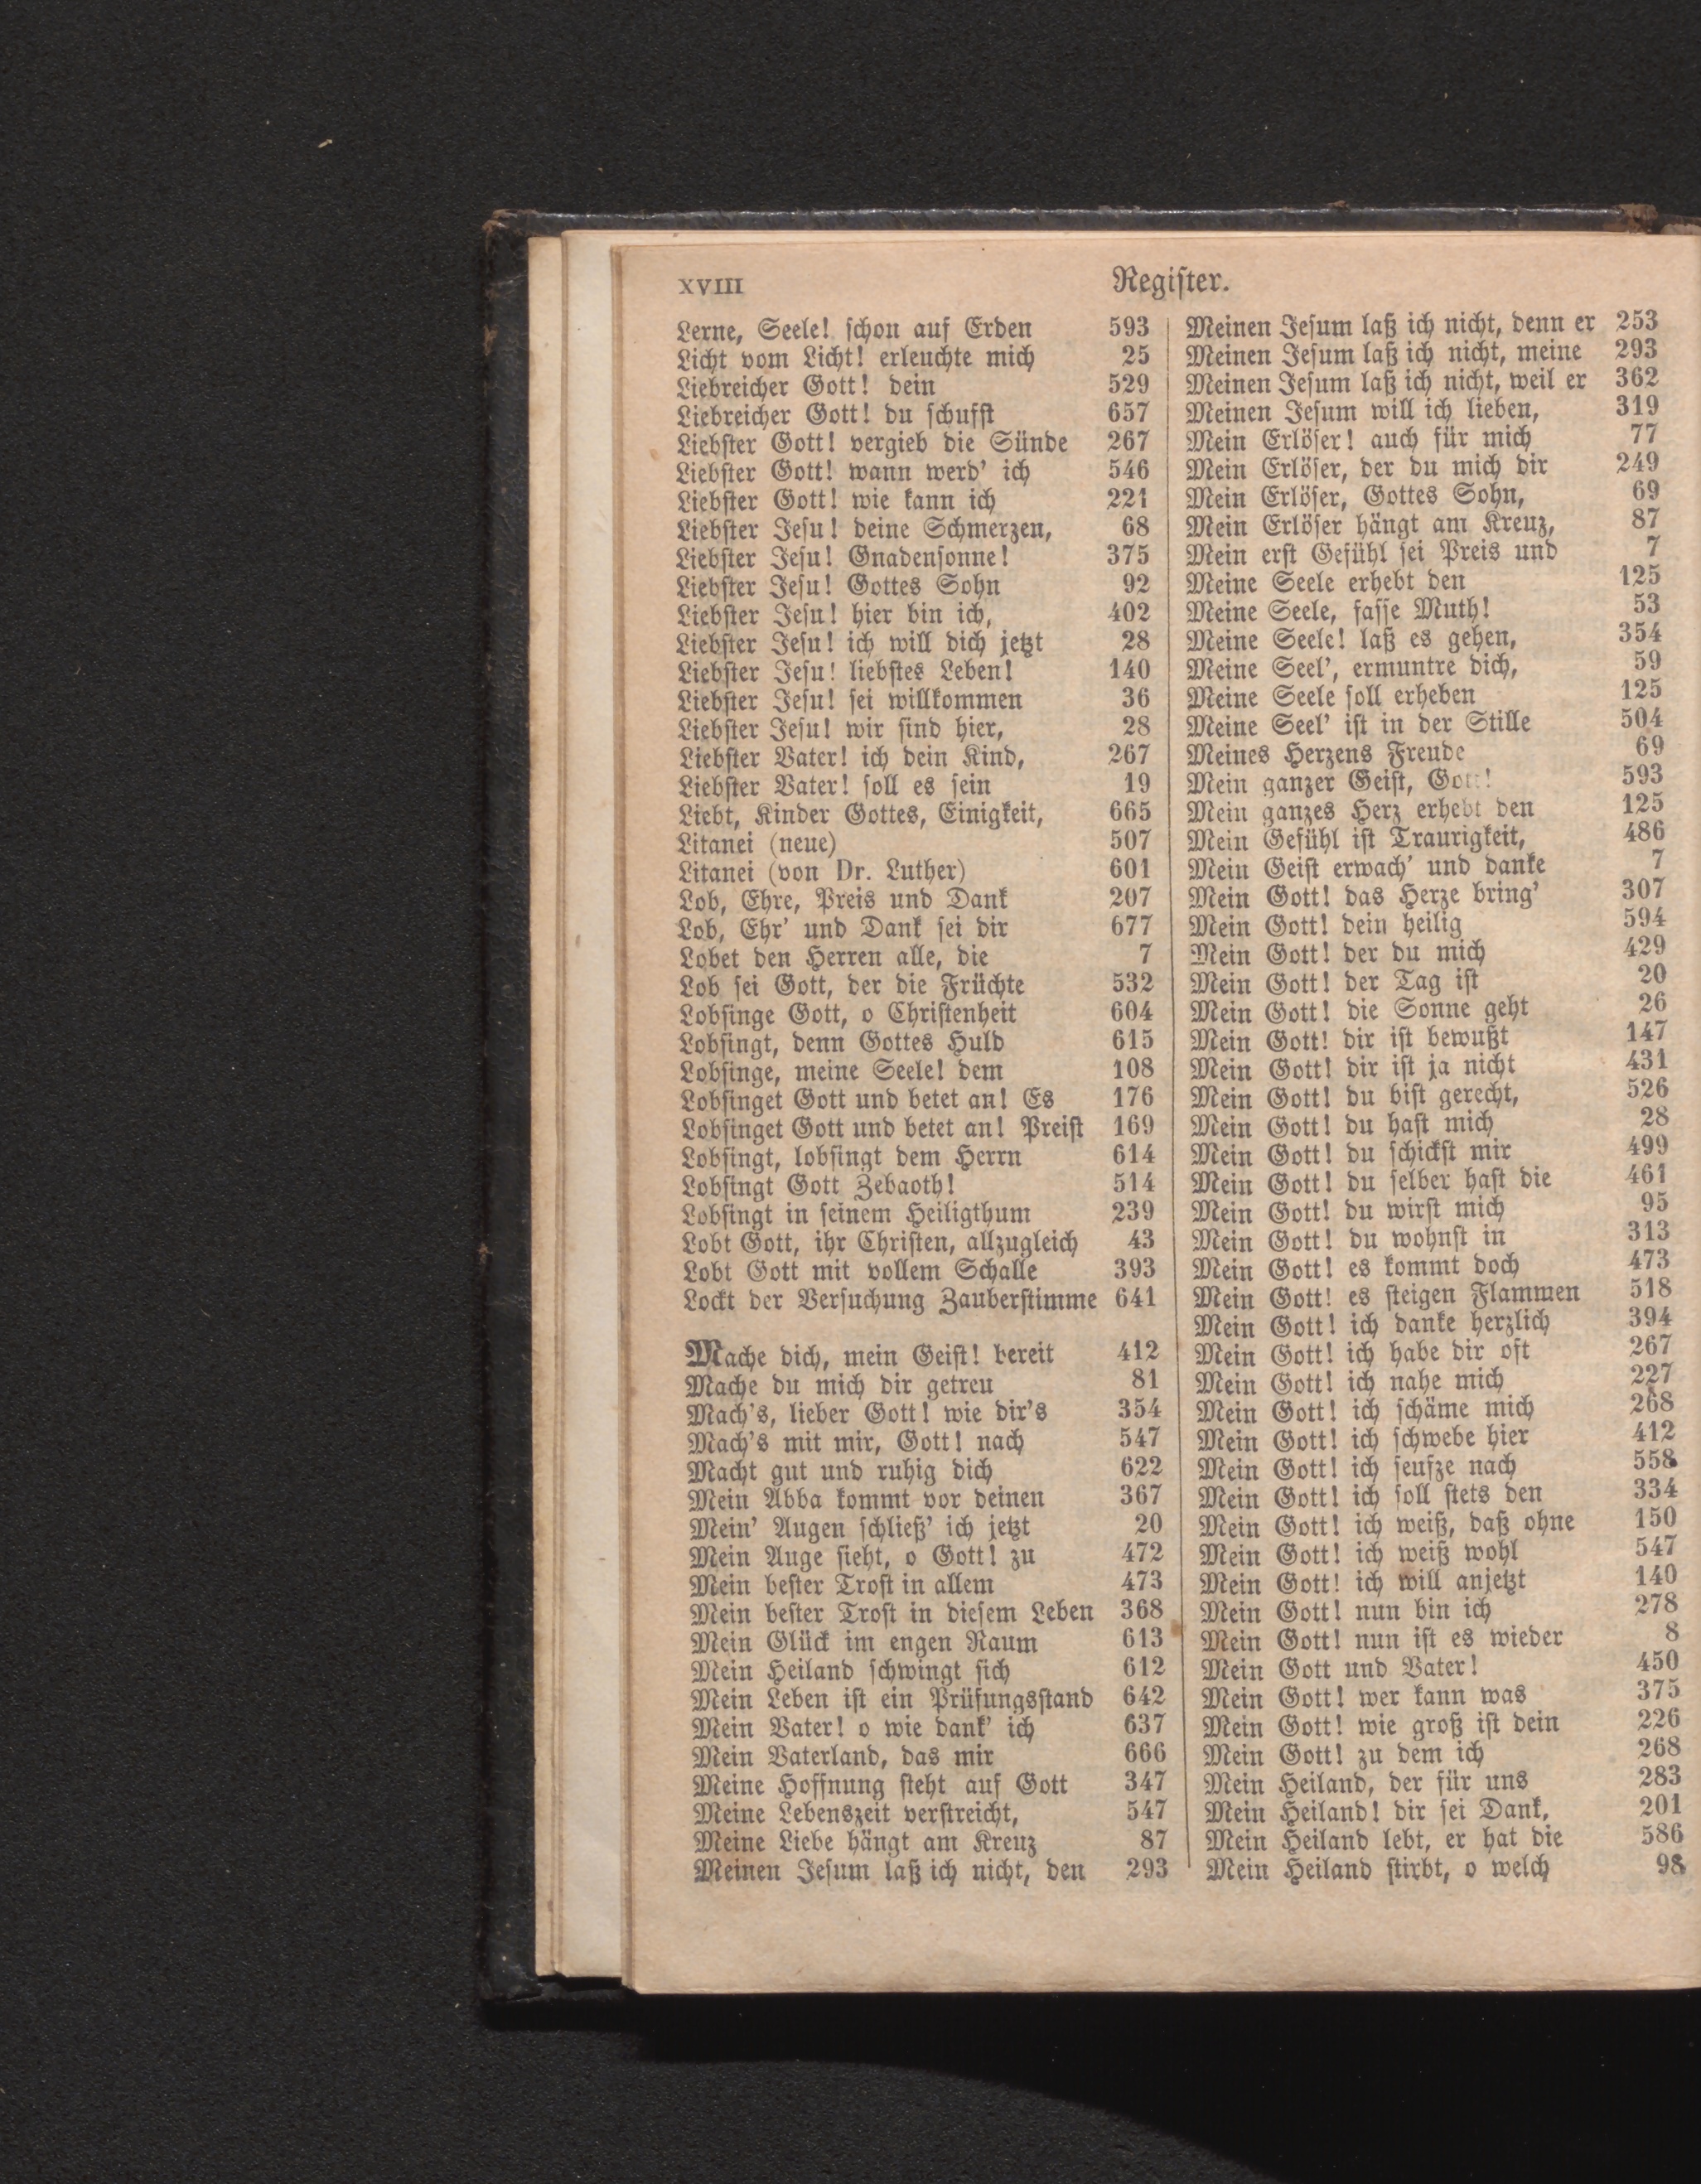 XVIII
Register.
Lerne, Seele! schon auf Erden 593
Licht vom Licht! erleuchte mich 25
Liebreicher Gott! dein 529
Liebreicher Gott! du schufst 657
Liebster Gott! vergieb die Sünde 267
Liebster Gott! wann werd' ich 546
Liebster Gott! wie kann ich 221
Liebster Jesu! deine Schmerzen, 68
Liebster Jesu! Gnadensonne! 375
Liebster Jesu! Gottes Sohn 92
Liebster Jesu! hier bin ich, 402
Liebster Jesu! ich will dich jetzt 28
Liebster Jesu! liebstes Leben! 140
Liebster Jesu! sei willkommen 36
Liebster Jesu! wir sind hier, 28
Liebster Vater! ich dein Kind, 267
Liebster Vater! soll es sein 19
Liebt, Kinder Gottes, Einigkeit, 665
Litanei (neue) 507
Litanei (von Dr. Luther) 601
Lob, Ehre, Preis und Dank 207
Lob, Ehr' und Dank sei dir 677
Lobet den Herren alle, die 7
Lob sei Gott, der die Früchte 532
Lobsinge Gott, o Christenheit 604
Lobsingt, denn Gottes Huld 615
Lobsinge, meine Seele! dem 108
Lobsinget Gott und betet an! Es 176
Lobsinget Gott und betet an! Preist 169
Lobsingt, lobsingt dem Herrn 614
Lobsingt Gott Zebaoth! 514
Lobsingt in seinem Heiligthum 239
Lobt Gott, ihr Christen, allzugleich 43
Lobt Gott mit vollem Schalle 393
Lockt der Versuchung Zauberstimme 641
Mache dich, mein Geist! bereit 412
Mache du mich dir getreu 81
Mach's, lieber Gott! wie dir's 354
Mach's mit mir, Gott! nach 547
Macht gut und ruhig dich 622
Mein Abba kommt vor deinen 367
Mein' Augen schließ' ich jetzt 20
Mein Auge sieht, o Gott! zu 472
Mein bester Trost in allem 473
Mein bester Trost in diesem Leben 368
Mein Glück im engen Raum 613
Mein Heiland schwingt sich 612
Mein Leben ist ein Prüfungsstand 642
Mein Vater! o wie dank' ich 637
Mein Vaterland, das mir 666
Meine Hoffnung steht auf Gott 347
Meine Lebenszeit verstreicht, 547
Meine Liebe hängt am Kreuz 87
Meinen Jesum laß ich nicht, den 293
Meinen Jesum laß ich nicht, denn er 253
Meinen Jesum laß ich nicht, meine 293
Meinen Jesum laß ich nicht, weil er 362
Meinen Jesum will ich lieben, 319
Mein Erlöser! auch für mich 77
Mein Erlöser, der du mich dir 249
Mein Erlöser, Gottes Sohn, 69
Mein Erlöser hängt am Kreuz, 87
Mein erst Gefühl sei Preis und 7
Meine Seele erhebt den 125
Meine Seele, fasse Muth! 53
Meine Seele! laß es gehen, 354
Meine Seel', ermuntre dich, 59
Meine Seele soll erheben 125
Meine Seel' ist in der Stille 504
Meines Herzens Freude 69
Mein ganzer Geist, Gott! 593
Mein ganzes Herz erhebt den 125
Mein Gefühl ist Traurigkeit, 486
Mein Geist erwach' und danke 7
Mein Gott! das Herze bring' 307
Mein Gott! dein heilig 594
Mein Gott! der du mich 429
Mein Gott! der Tag ist 20
Mein Gott! die Sonne geht 26
Mein Gott! dir ist bewußt 147
Mein Gott! dir ist ja nicht 431
Mein Gott! du bist gerecht, 526
Mein Gott! du hast mich 28
Mein Gott! du schickst mir 499
Mein Gott! du selber hast die 461
Mein Gott! du wirst mich 95
Mein Gott! du wohnst in 313
Mein Gott! es kommt doch 473
Mein Gott! es steigen Flammen 518
Mein Gott! ich danke herzlich 394
Mein Gott! ich habe dir oft 267
Mein Gott! ich nahe mich 227
Mein Gott! ich schäme mich 268
Mein Gott! ich schwebe hier 412
Mein Gott! ich seufze nach 558
Mein Gott! ich soll stets den 334
Mein Gott! ich weiß, daß ohne 150
Mein Gott! ich weiß wohl 547
Mein Gott! ich will anjetzt 140
Mein Gott! nun bin ich 278
Mein Gott! nun ist es wieder 8
Mein Gott und Vater! 450
Mein Gott! wer kann was 375
Mein Gott! wie groß ist dein 226
Mein Gott! zu dem ich 268
Mein Heiland, der für uns 283
Mein Heiland! dir sei Dank, 201
Mein Heiland lebt, er hat die 586
Mein Heiland stirbt, o welch 98